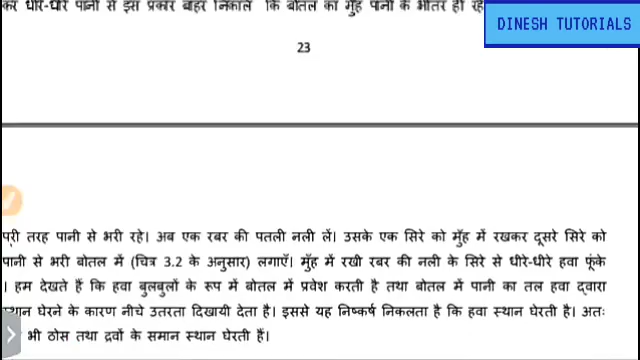 कर धीरे-धीरे पानी से इस प्रकार बाहर निकालें कि बोतल का मुँह पानी के भीतर ही रहे
DINESH TUTORIALS
23
पूरी तरह पानी से भरी रहे। अब एक रबर की पतली नली लें। उसके एक सिरे को मुँह में रखकर दूसरे सिरे को
पानी से भरी बोतल में (चित्र 3.2 के अनुसार) लगाएँ। मुँह में रखी रबर की नली के सिरे से धीरे-धीरे हवा फूंके
। हम देखते हैं कि हवा बुलबुलों के रूप में बोतल में प्रवेश करती है तथा बोतल में पानी का तल हवा द्वारा
स्थान घेरने के कारण नीचे उतरता दिखायी देता है। इससे यह निष्कर्ष निकलता है कि हवा स्थान घेरती है। अतः
भी ठोस तथा द्रवों के समान स्थान घेरती हैं।